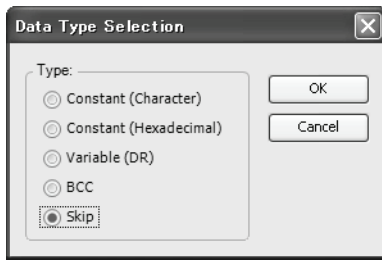 Data Type Selection
Type:
Constant (Character)
Constant (Hexadecimal)
Variable (DR)
BCC
Skip
OK
Cancel